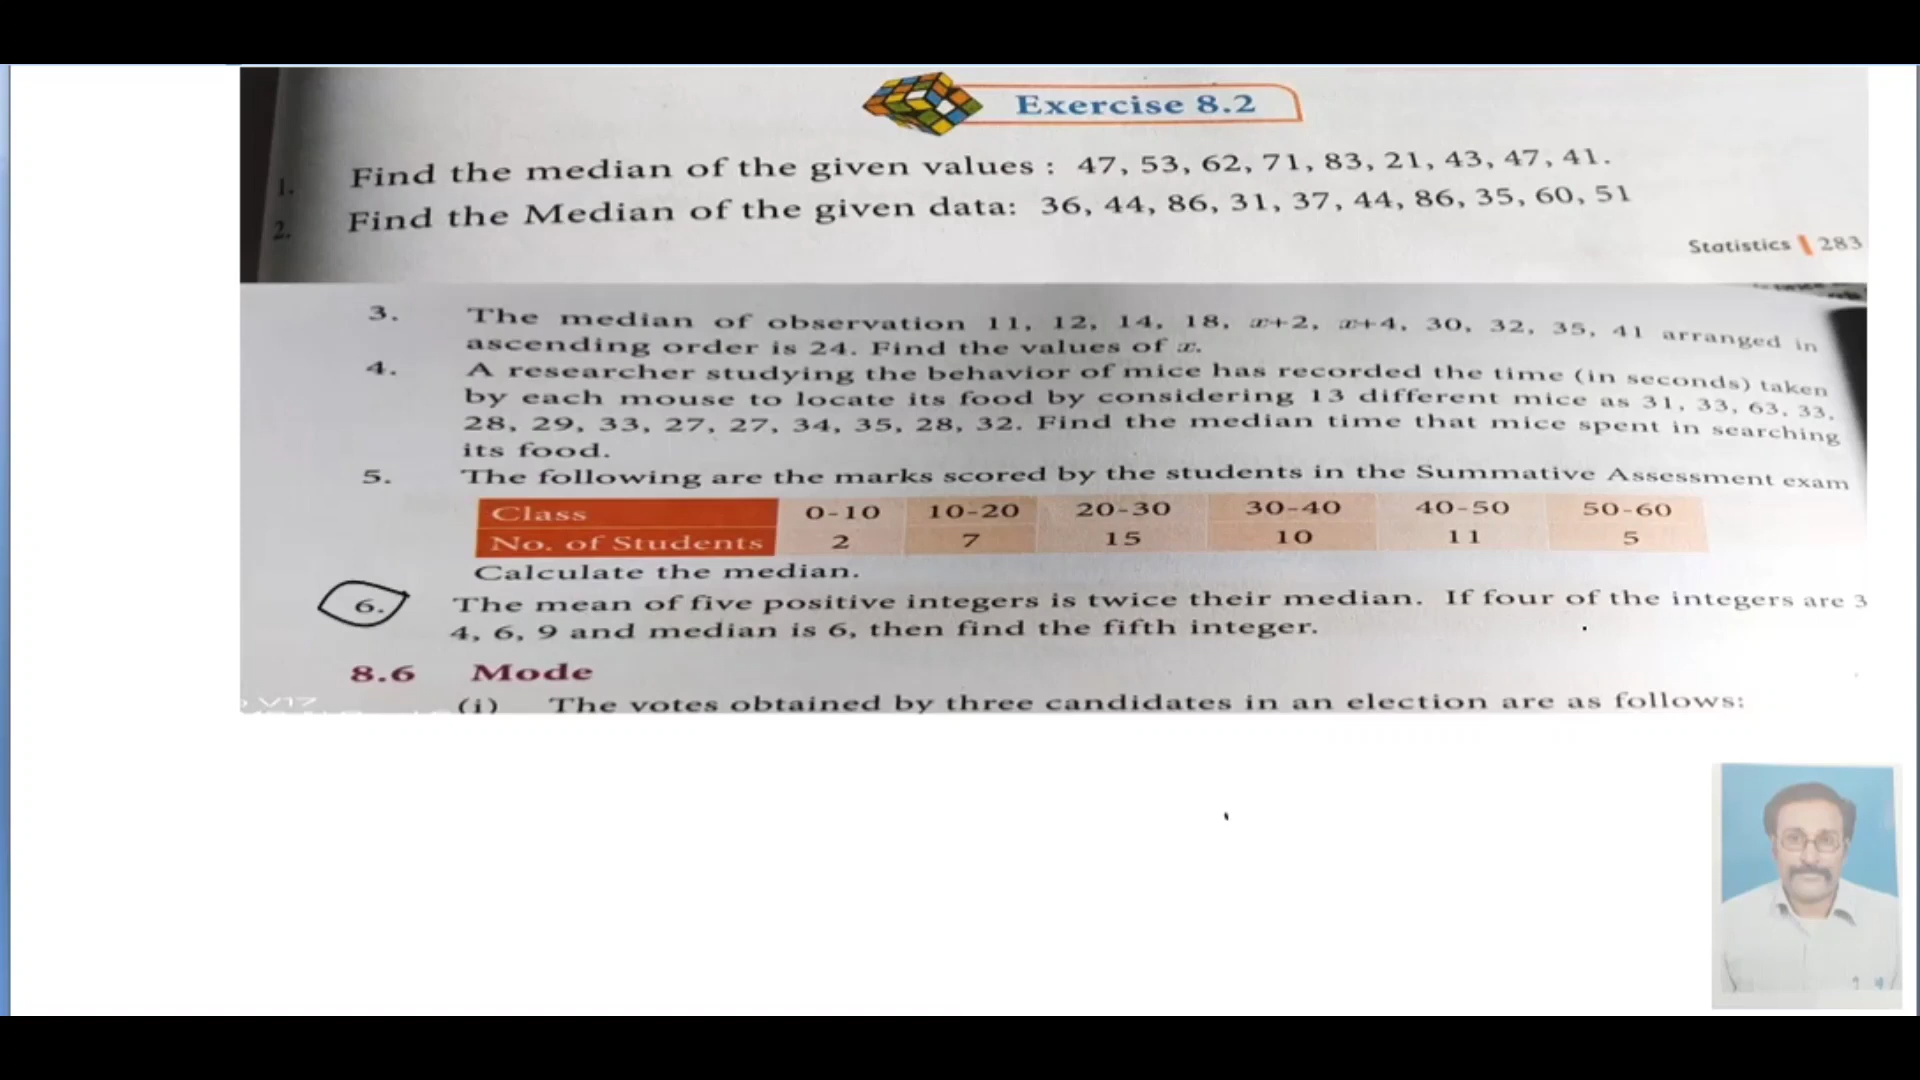 Exercise 8.2
1. Find the median of the given values : 47, 53, 62, 71, 83, 21, 43, 47, 41.
2. Find the Median of the given data: 36, 44, 86, 31, 37, 44, 86, 35, 60, 51
Statistics 283
3. The median of observation 11, 12, 14, 18, x+2, x+4, 30, 32, 35, 41 arranged in
ascending order is 24. Find the values of x.
4. A researcher studying the behavior of mice has recorded the time (in seconds) taken
by each mouse to locate its food by considering 13 different mice as 31, 33, 63, 33,
28, 29, 33, 27, 27, 34, 35, 28, 32. Find the median time that mice spent in searching
its food.
5. The following are the marks scored by the students in the Summative Assessment exam
Class 0-10 10-20 20-30 30-40 40-50 50-60
No. of Students 2 7 15 10 11 5
Calculate the median.
6. The mean of five positive integers is twice their median. If four of the integers are 3
4, 6, 9 and median is 6, then find the fifth integer.
8.6 Mode
(i) The votes obtained by three candidates in an election are as follows: